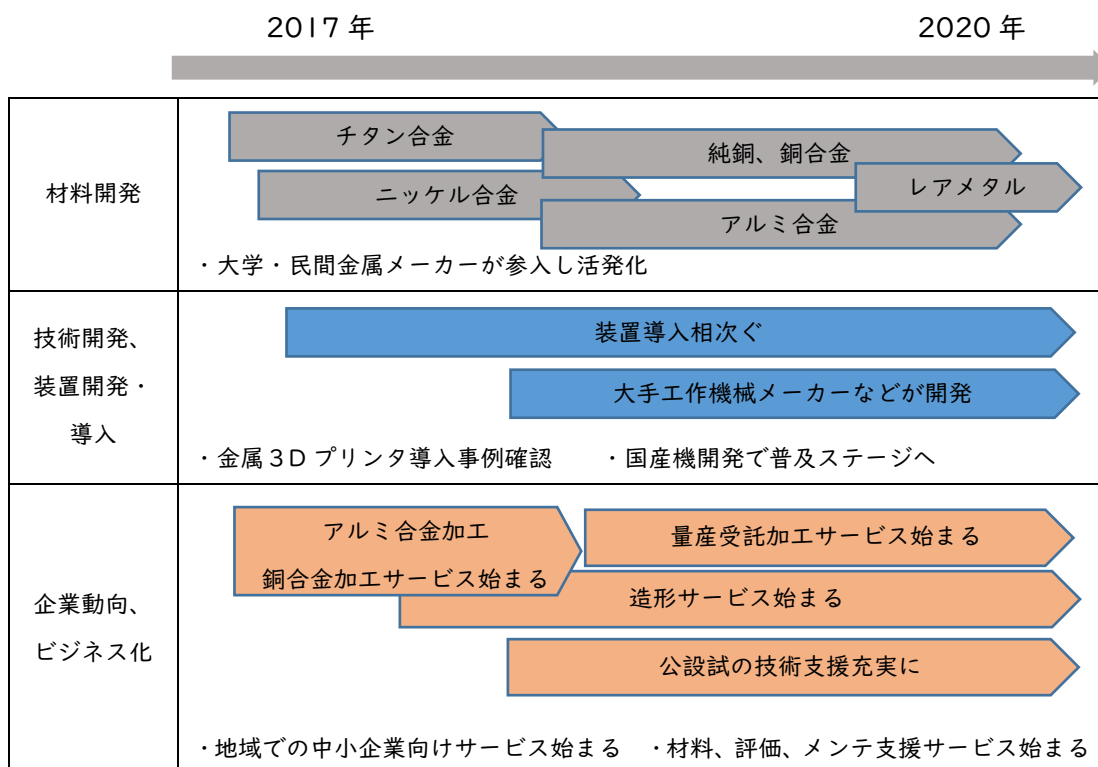 2017年
2020年
材料開発
チタン合金
純銅、銅合金
レアメタル
ニッケル合金
アルミ合金
・大学・民間金属メーカーが参入し活発化
技術開発、
装置開発・
導入
装置導入相次ぐ
大手工作機械メーカーなどが開発
・金属3Dプリンタ導入事例確認
・国産機開発で普及ステージへ
企業動向、
ビジネス化
アルミ合金加工
銅合金加工サービス始まる
量産受託加工サービス始まる
造形サービス始まる
公設試の技術支援充実に
・地域での中小企業向けサービス始まる
・材料、評価、メンテ支援サービス始まる